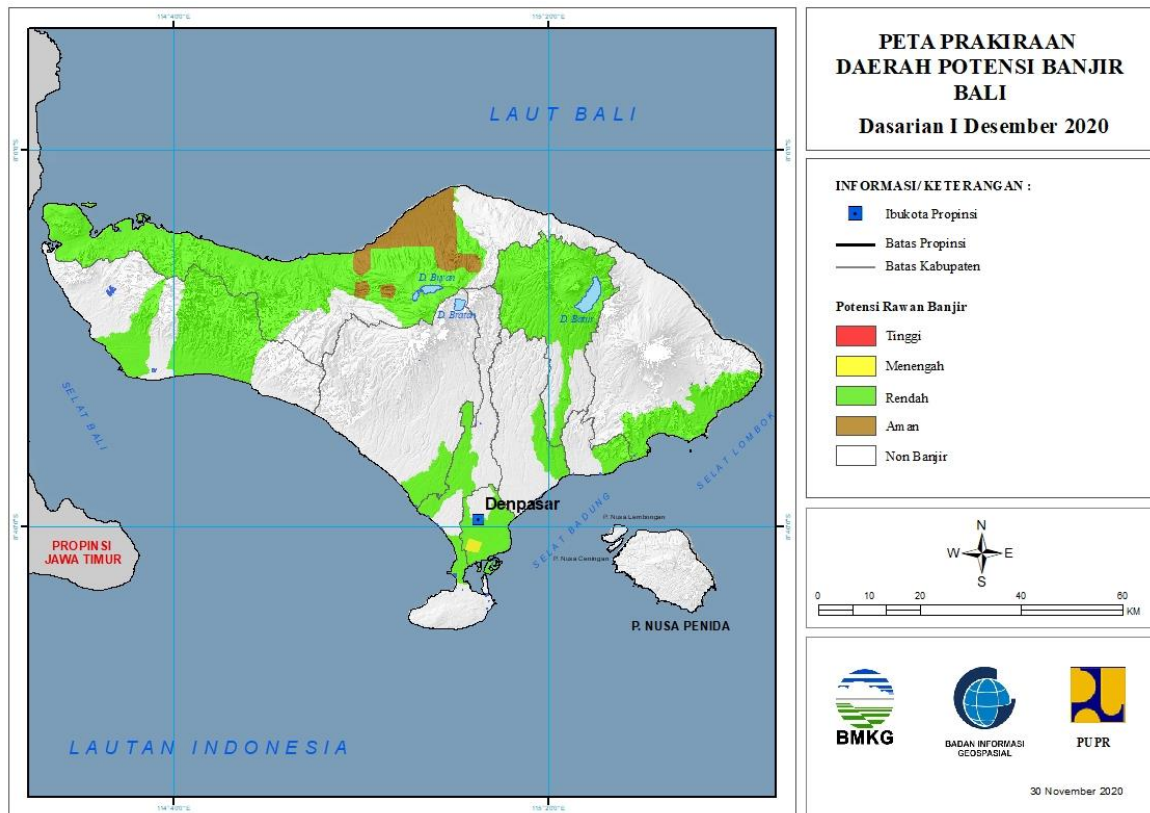 PETA PRAKIRAAN
DAERAH POTENSI BANJIR
BALI
Dasarian I Desember 2020
INFORMASI/KETERANGAN :
Ibukota Propinsi
Batas Propinsi
Batas Kabupaten
Potensi Rawan Banjir
Tinggi
Menengah
Rendah
Aman
Non Banjir
N
W E
S
0 10 20 40 60
KM
BMKG
BADAN INFORMASI
GEOSPASIAL
PUPR
30 November 2020
LAUT BALI
D. Buyan
D. Bratan
D. Batur
SELAT BALI
SELAT LOMBOK
Denpasar
SELAT BADUNG
P. Nusa Lembongan
P. Nusa Ceningan
PROPINSI
JAWA TIMUR
P. NUSA PENIDA
LAUTAN INDONESIA